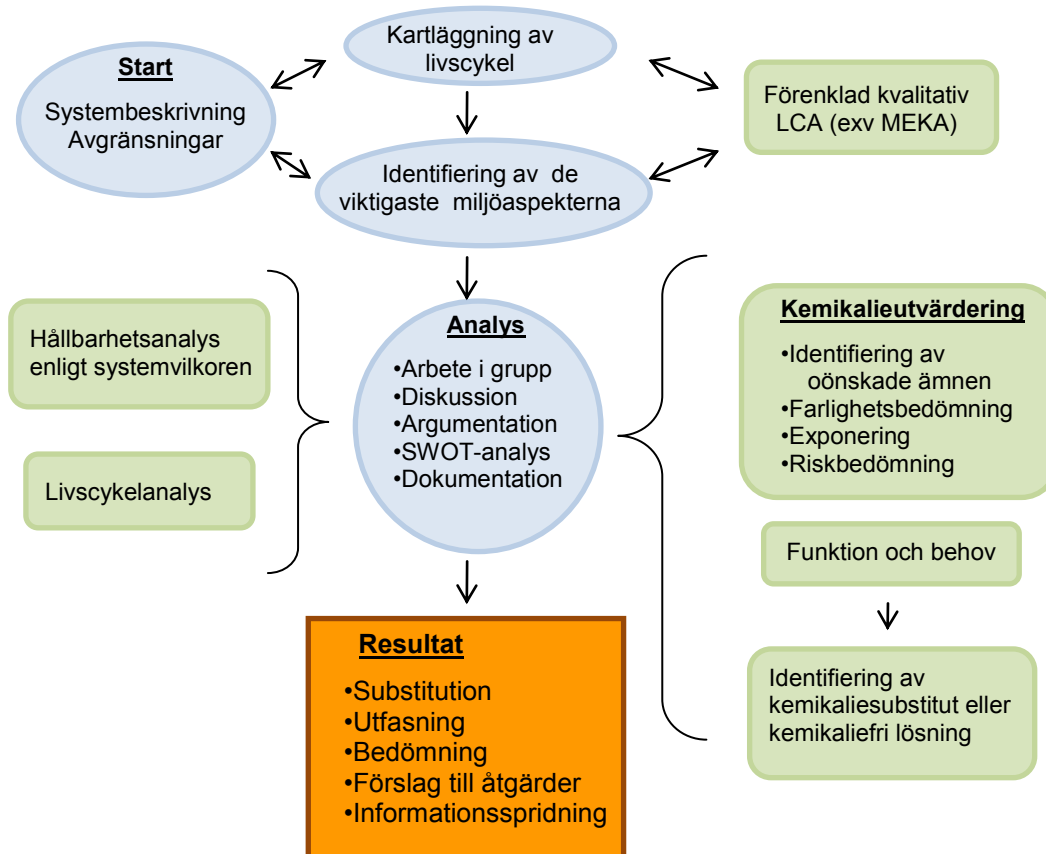 Kartläggning av
livscykel
Start
Systembeskrivning
Avgränsningar
Förenklad kvalitativ
LCA (exv MEKA)
Identifiering av de
viktigaste miljöaspekterna
Hållbarhetsanalys
enligt systemvilkoren
Livscykelanalys
Analys
•Arbete i grupp
•Diskussion
•Argumentation
•SWOT-analys
•Dokumentation
Kemikalieutvärdering
•Identifiering av
oönskade ämnen
•Farlighetsbedömning
•Exponering
•Riskbedömning
Funktion och behov
Identifiering av
kemikaliesubstitut eller
kemikaliefri lösning
Resultat
•Substitution
•Utfasning
•Bedömning
•Förslag till åtgärder
•Informationsspridning